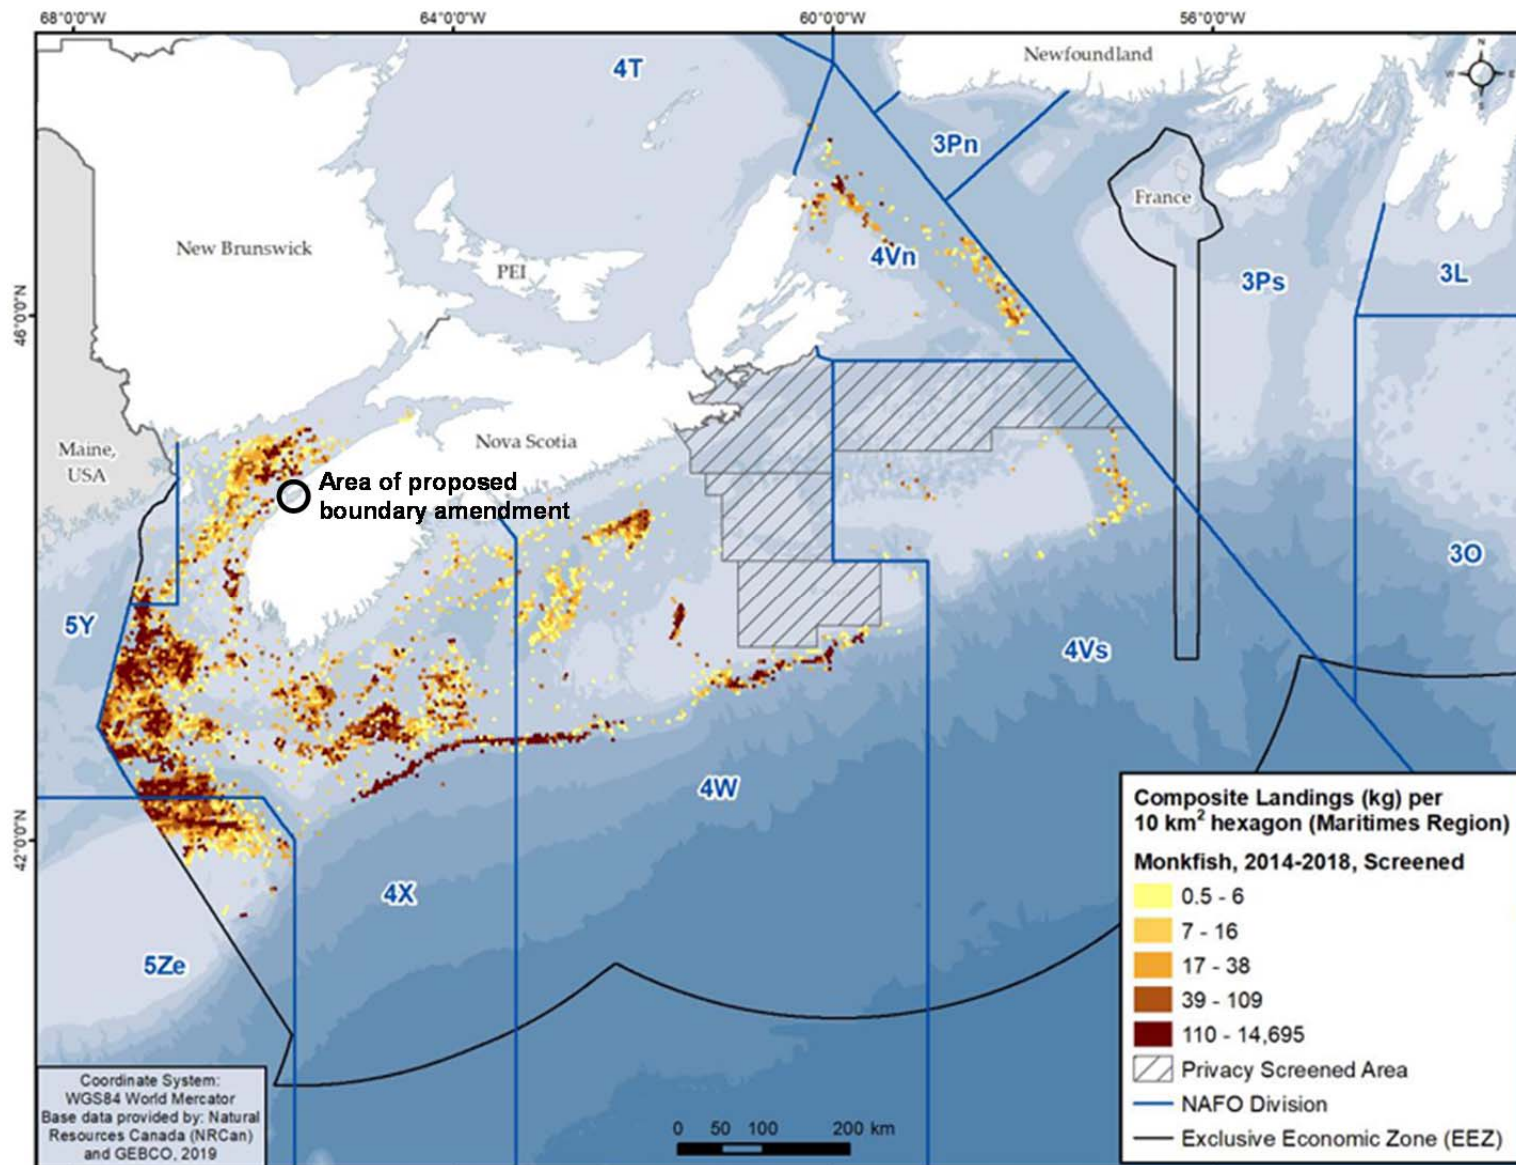 68°0'0"W
64°0'0"W
60°0'0"W
56°0'0"W
46°0'0"N
42°0'0"N
N
W
E
S
4T
Newfoundland
3Pn
France
New Brunswick
PEI
4Vn
3Ps
3L
Maine,
USA
Nova Scotia
Area of proposed
boundary amendment
3O
5Y
4Vs
4W
4X
5Ze
Composite Landings (kg) per
10 km² hexagon (Maritimes Region)
Monkfish, 2014-2018, Screened
0.5 - 6
7 - 16
17 - 38
39 - 109
110 - 14,695
Privacy Screened Area
NAFO Division
Exclusive Economic Zone (EEZ)
Coordinate System:
WGS84 World Mercator
Base data provided by: Natural
Resources Canada (NRCan)
and GEBCO, 2019
0 50 100 200 km